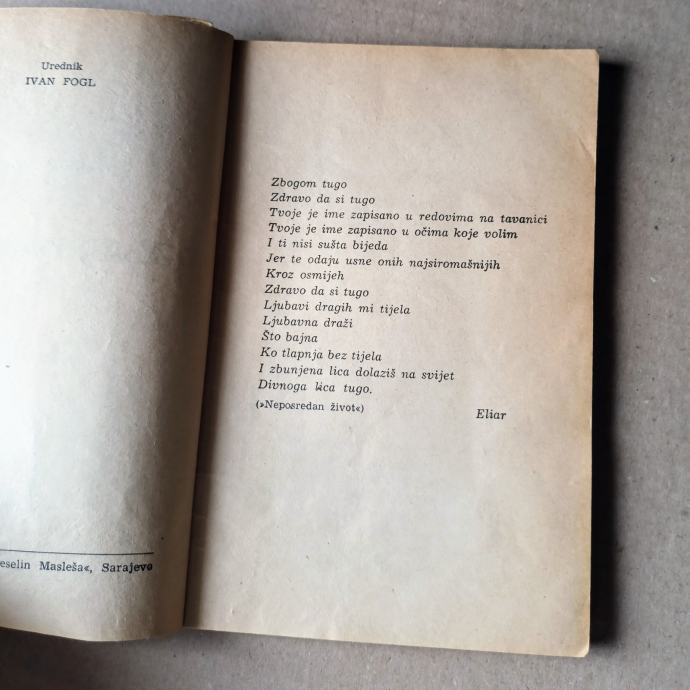 Urednik
IVAN FOGL
eselin Masleša«, Sarajevo
Zbogom tugo
Zdravo da si tugo
Tvoje je ime zapisano u redovima na tavanici
Tvoje je ime zapisano u očima koje volim
I ti nisi sušta bijeda
Jer te odaju usne onih najsiromašnijih
Kroz osmijeh
Zdravo da si tugo
Ljubavi dragih mi tijela
Ljubavna draži
Što bajna
Ko tlapnja bez tijela
I zbunjena lica dolaziš na svijet
Divnoga lica tugo.
(»Neposredan život«)
Eliar